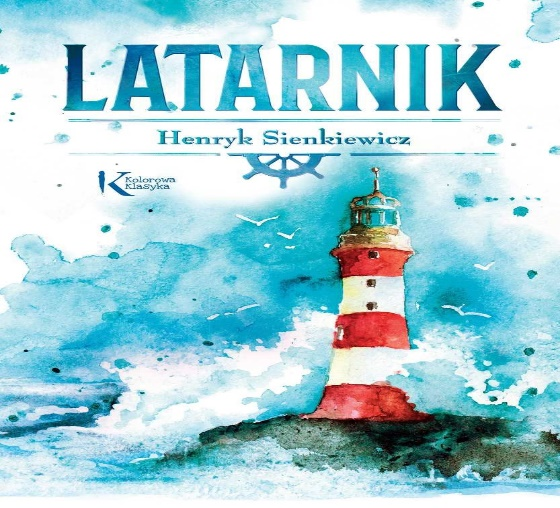 LATARNIK
Henryk Sienkiewicz
K Kolorowa
Klasyka